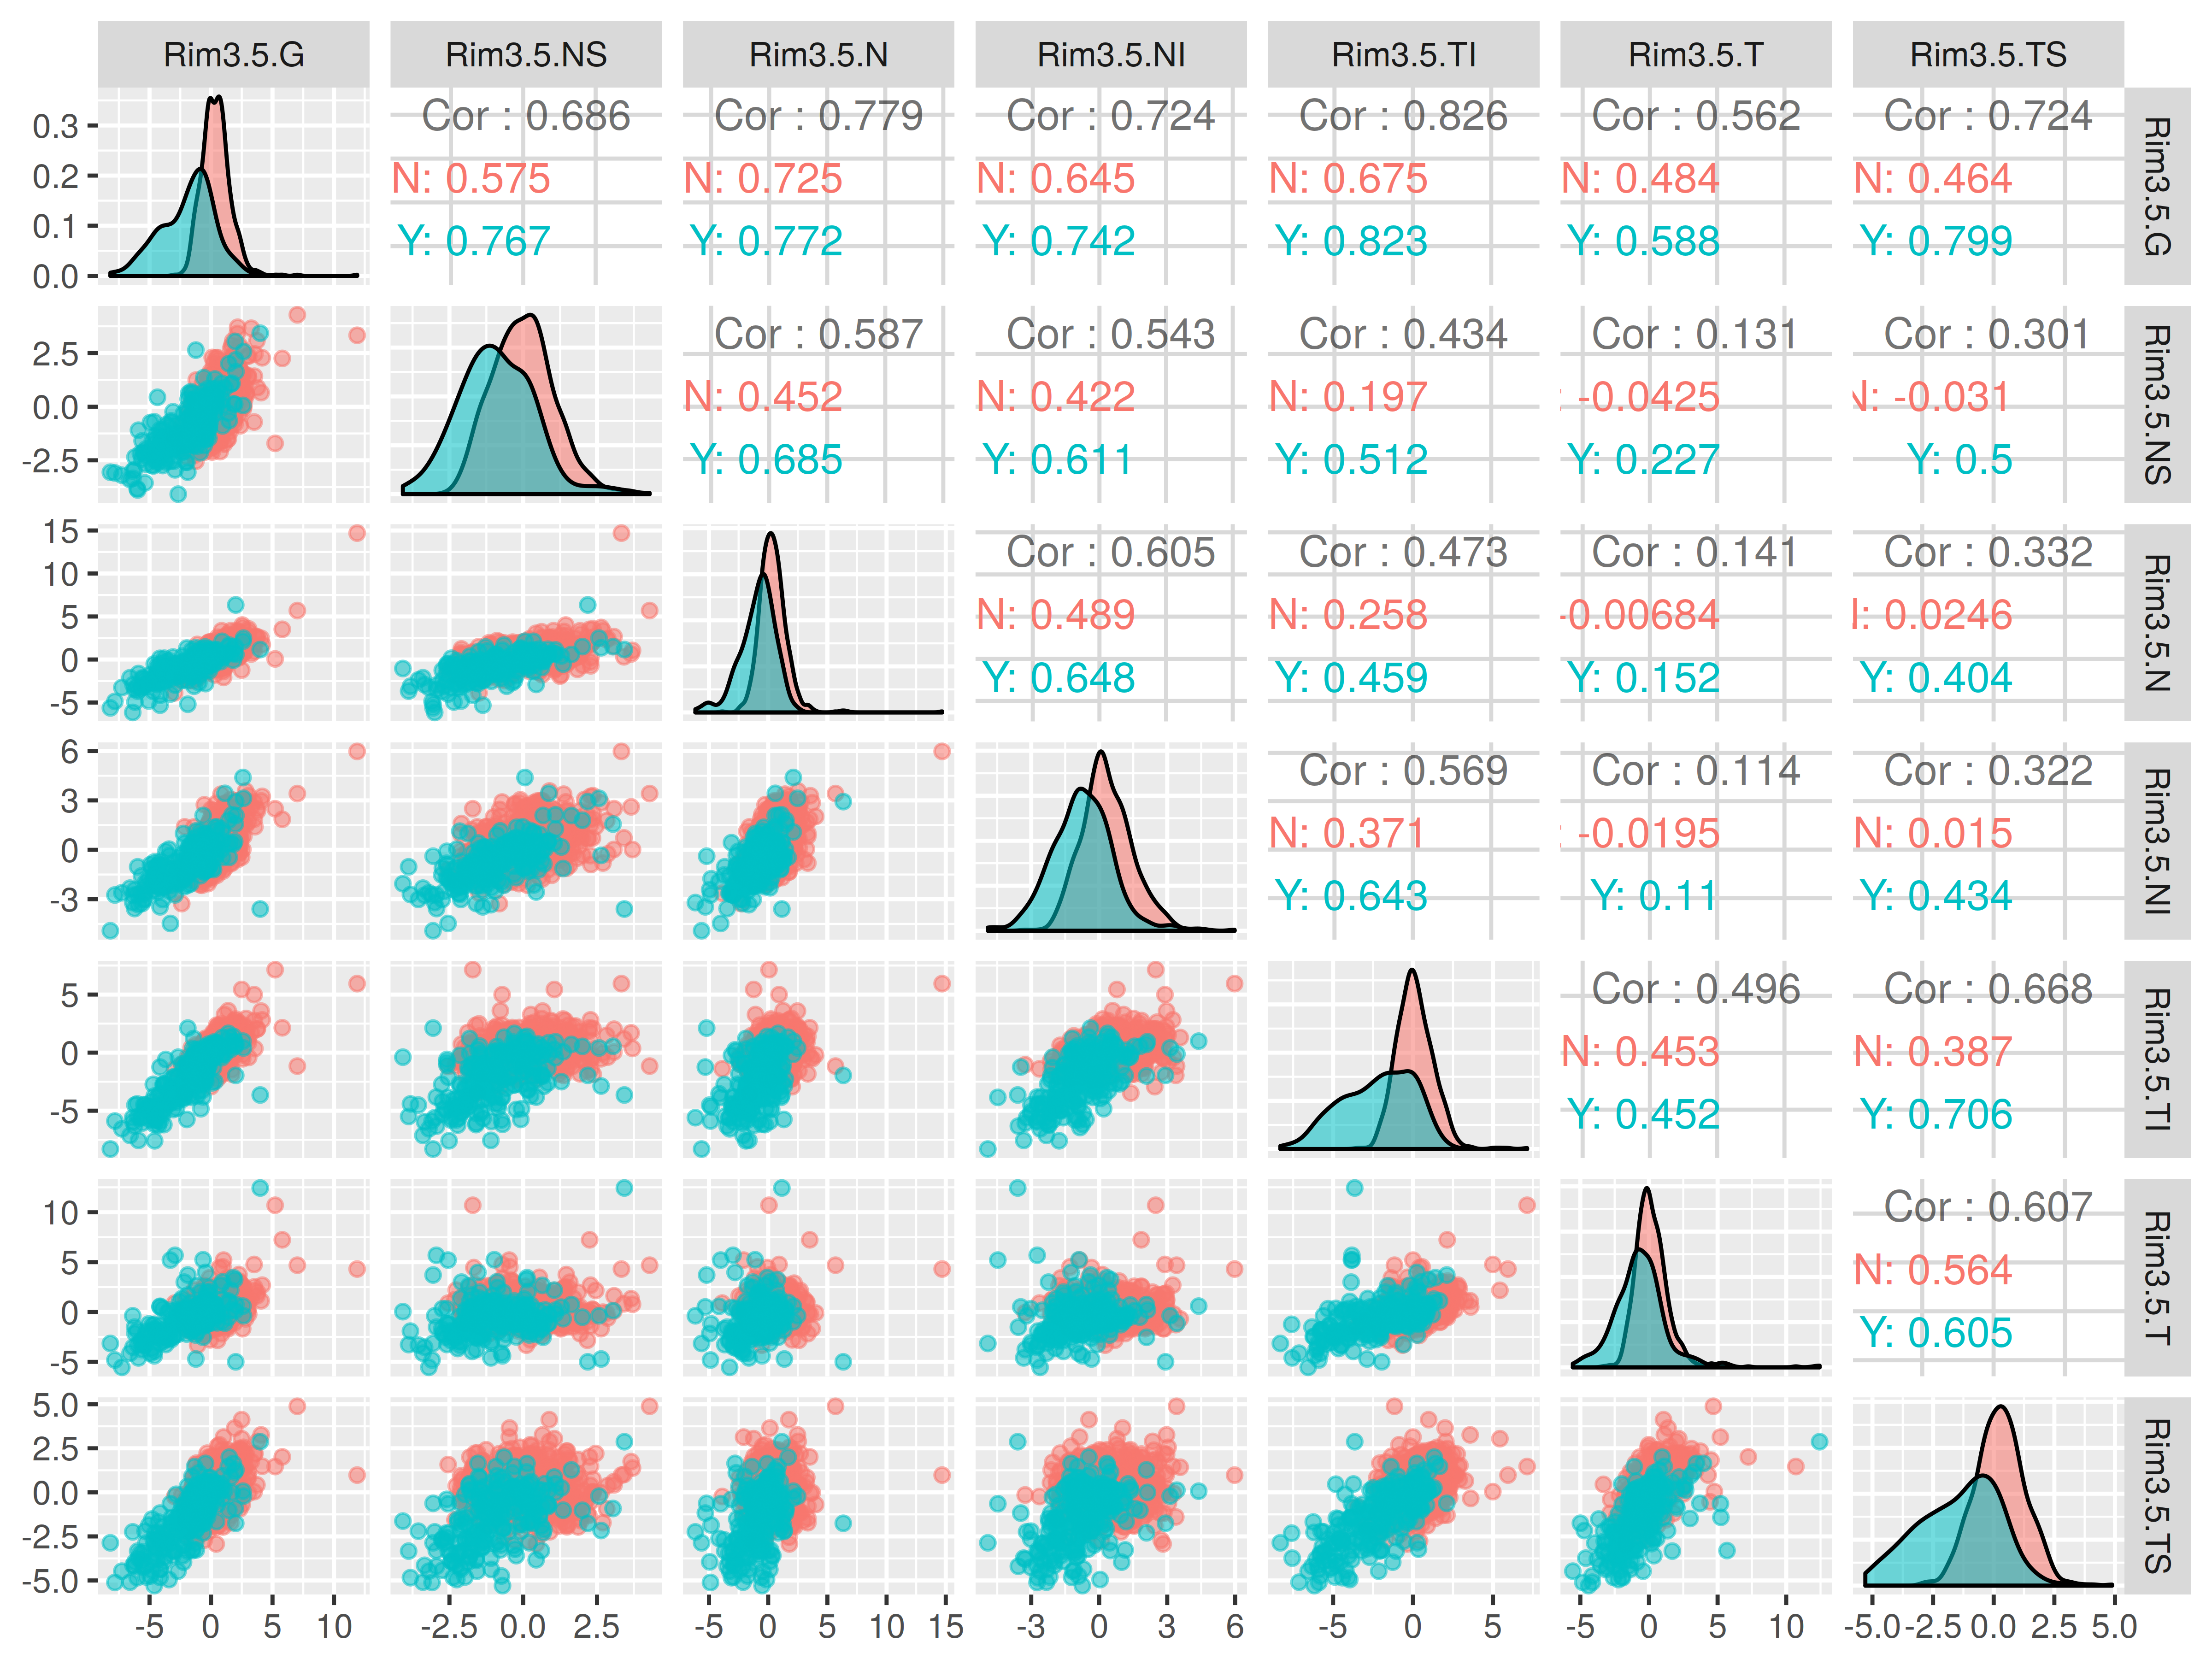 Rim3.5.G Rim3.5.NS Rim3.5.N Rim3.5.NI Rim3.5.TI Rim3.5.T Rim3.5.TS
0.3
0.2
0.1
0.0
Cor : 0.686
N: 0.575
Y: 0.767
Cor : 0.779
N: 0.725
Y: 0.772
Cor : 0.724
N: 0.645
Y: 0.742
Cor : 0.826
N: 0.675
Y: 0.823
Cor : 0.562
N: 0.484
Y: 0.588
Cor : 0.724
N: 0.464
Y: 0.799
Rim3.5.G
2.5
0.0
-2.5
Cor : 0.587
N: 0.452
Y: 0.685
Cor : 0.543
N: 0.422
Y: 0.611
Cor : 0.434
N: 0.197
Y: 0.512
Cor : 0.131
: -0.0425
Y: 0.227
Cor : 0.301
N: -0.031
Y: 0.5
Rim3.5.NS
15
10
5
0
-5
Cor : 0.605
N: 0.489
Y: 0.648
Cor : 0.473
N: 0.258
Y: 0.459
Cor : 0.141
-0.00684
Y: 0.152
Cor : 0.332
: 0.0246
Y: 0.404
Rim3.5.N
6
3
0
-3
Cor : 0.569
N: 0.371
Y: 0.643
Cor : 0.114
: -0.0195
Y: 0.11
Cor : 0.322
N: 0.015
Y: 0.434
Rim3.5.NI
5
0
-5
Cor : 0.496
N: 0.453
Y: 0.452
Cor : 0.668
N: 0.387
Y: 0.706
Rim3.5.TI
10
5
0
-5
Cor : 0.607
N: 0.564
Y: 0.605
Rim3.5.T
5.0
2.5
0.0
-2.5
-5.0
Rim3.5.TS
-5 0 5 10
-2.5 0.0 2.5
-5 0 5 10 15
-3 0 3 6
-5 0 5
-5 0 5 10
-5.0 -2.5 0.0 2.5 5.0